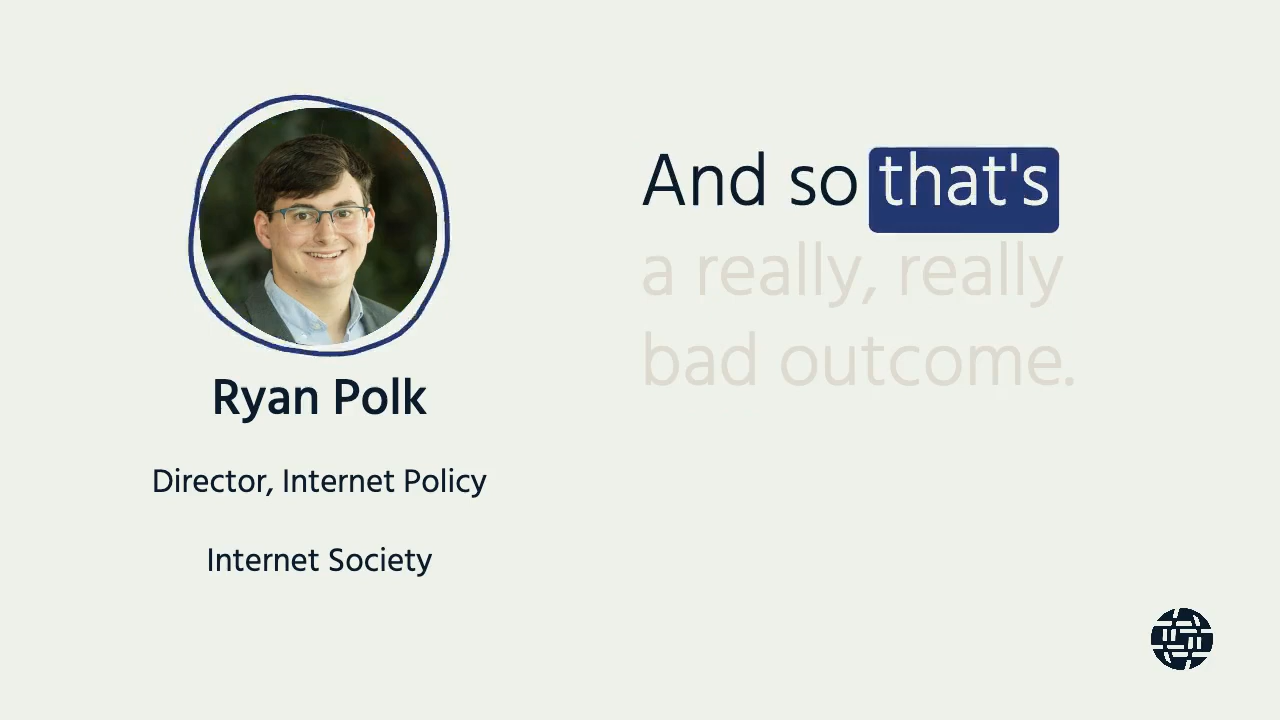 And so that's
a really, really
bad outcome.
Ryan Polk
Director, Internet Policy
Internet Society